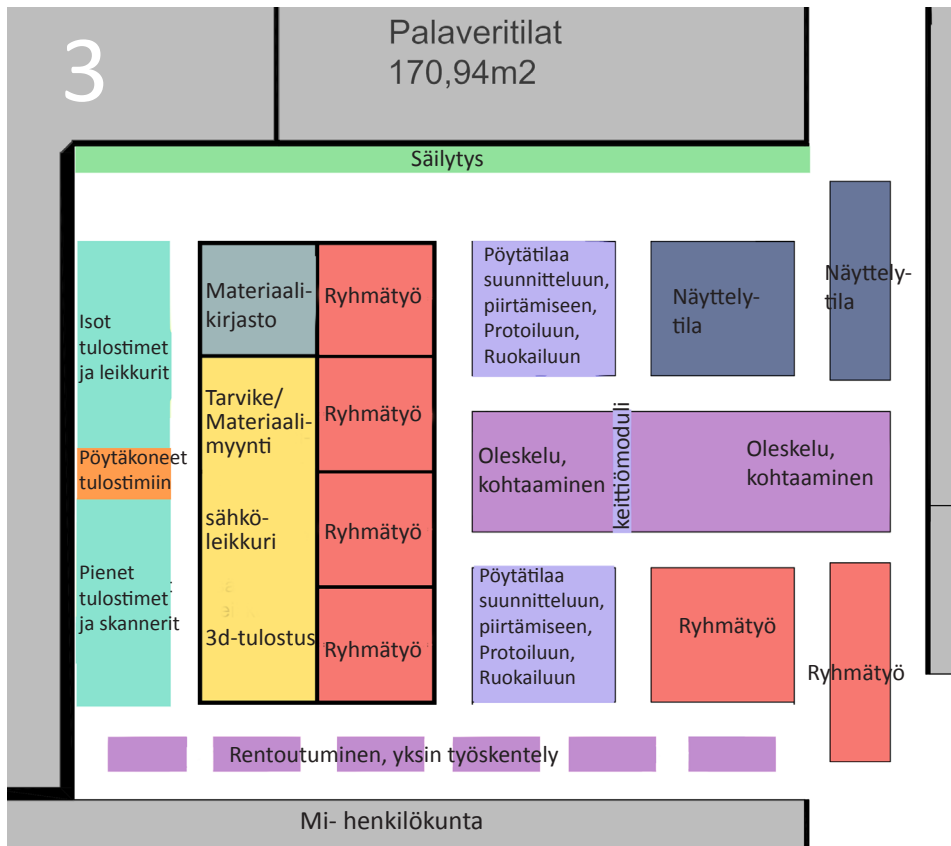 3
Palaveritilat
170,94m2
Säilytys
Isot
tulostimet
ja leikkurit
Pöytäkoneet
tulostimiin
Pienet
tulostimet
ja skannerit
Materiaali-
kirjasto
Tarvike/
Materiaali-
myynti
sähkö-
leikkuri
3d-tulostus
Ryhmätyö
Ryhmätyö
Ryhmätyö
Ryhmätyö
Pöytätilaa
suunnitteluun,
piirtämiseen,
Protoiluun,
Ruokailuun
Näyttely-
tila
Näyttely-
tila
Oleskelu,
kohtaaminen
keittiömoduli
Oleskelu,
kohtaaminen
Pöytätilaa
suunnitteluun,
piirtämiseen,
Protoiluun,
Ruokailuun
Ryhmätyö
Ryhmätyö
Rentoutuminen, yksin työskentely
Mi- henkilökunta